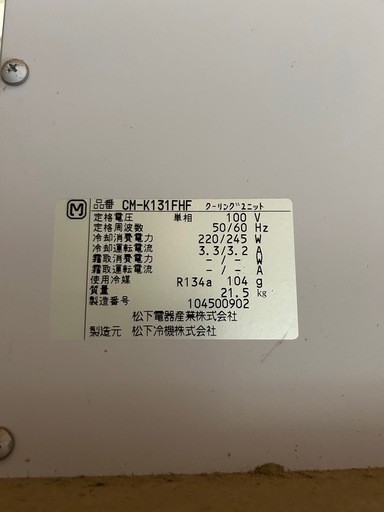 M 品番 CM-K131FHF クーリングユニット
定格電圧 単相 100 V
定格周波数 50/60 Hz
冷却消費電力 220/245 W
冷却運転電流 3.3/3.2 A
霜取消費電力 -/- W
霜取運転電流 -/- A
使用冷媒 R134a 104 g
質量 21.5 kg
製造番号 104500902
松下電器産業株式会社
製造元 松下冷機株式会社